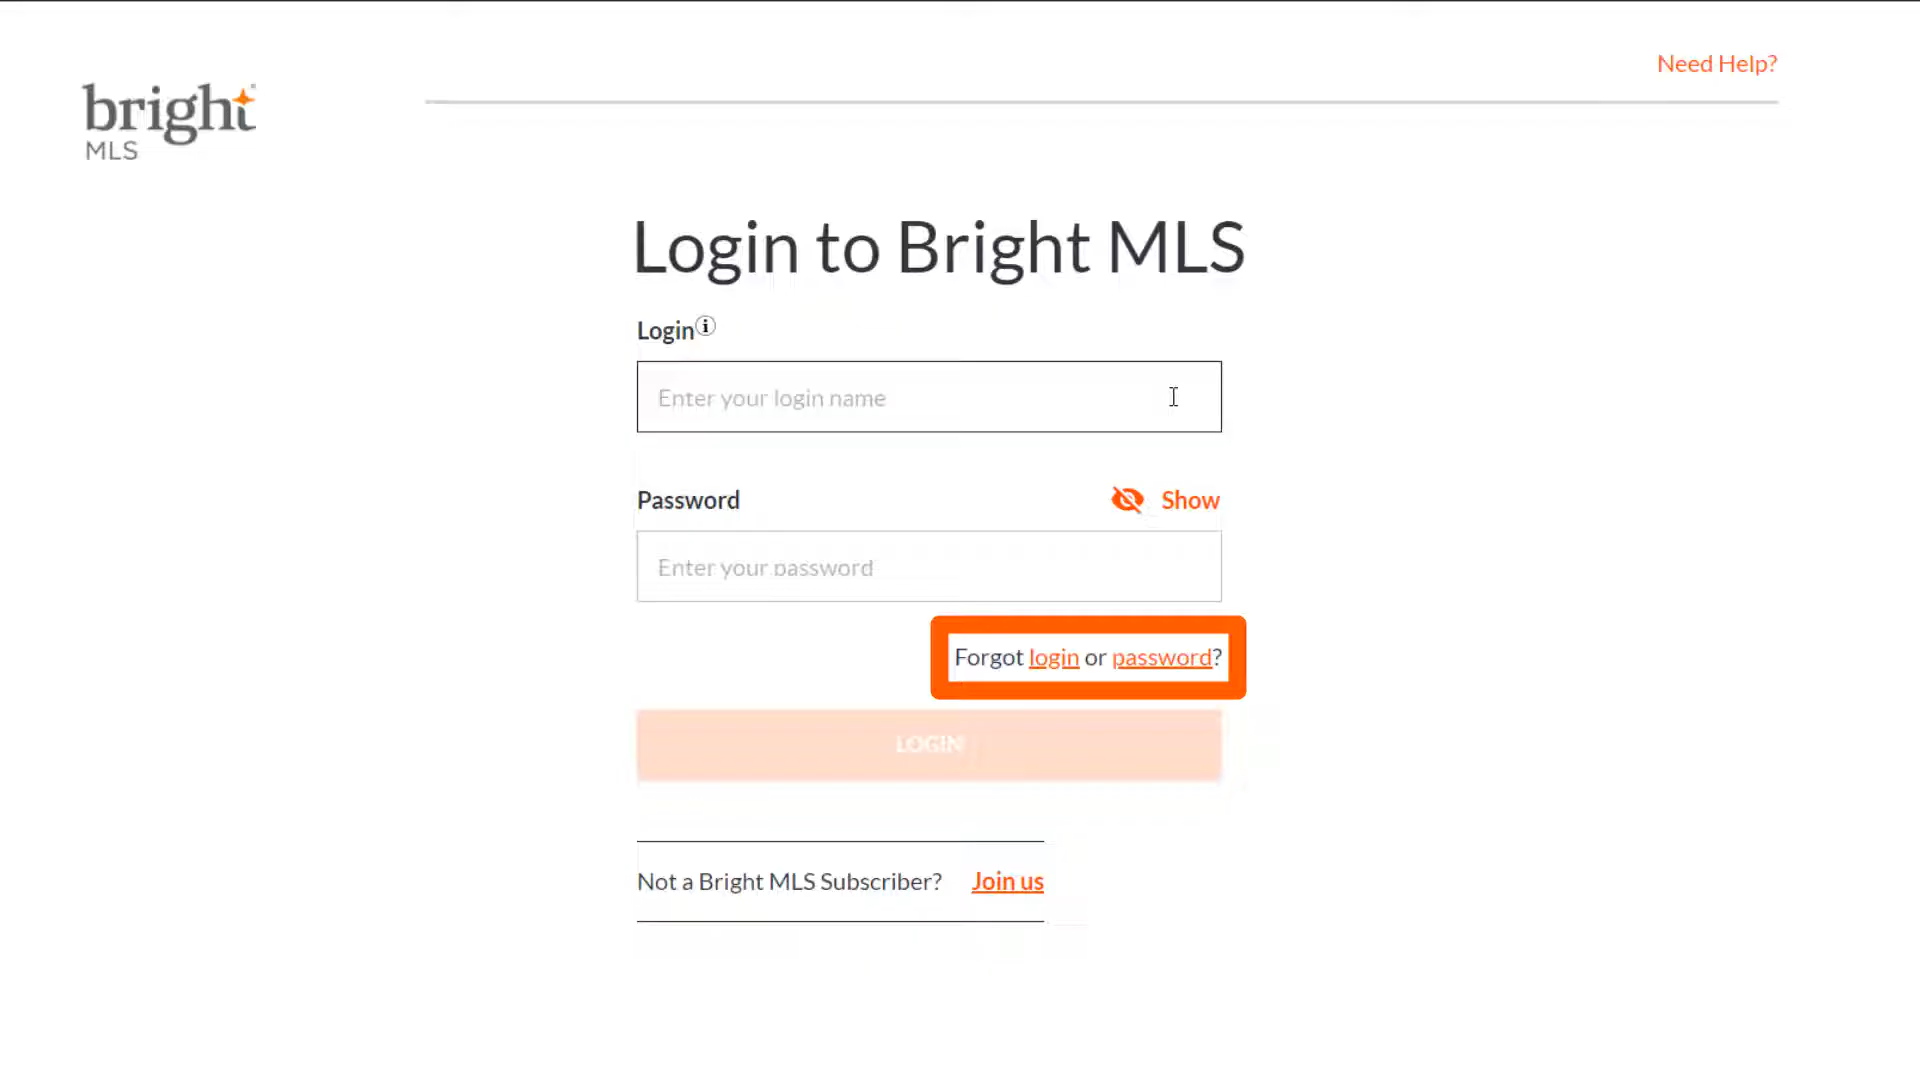 Need Help?
bright
MLS
Login to Bright MLS
Login
Enter your login name
Password
Show
Enter your password
Forgot login or password?
LOGIN
Not a Bright MLS Subscriber? Join us